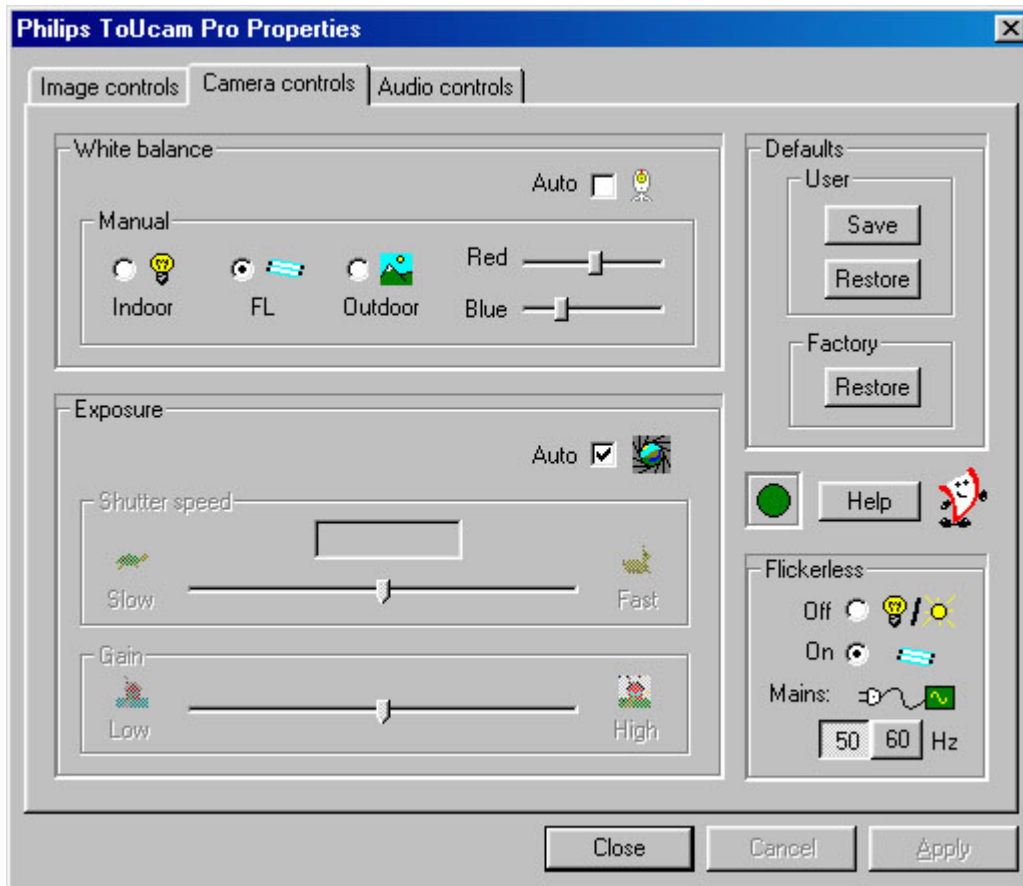 Philips ToUcam Pro Properties
Image controls
Camera controls
Audio controls
White balance
Auto
Manual
Indoor
FL
Outdoor
Red
Blue
Exposure
Auto
Shutter speed
Slow
Fast
Gain
Low
High
Defaults
User
Save
Restore
Factory
Restore
Help
Flickerless
Off
On
Mains:
50 60 Hz
Close
Cancel
Apply